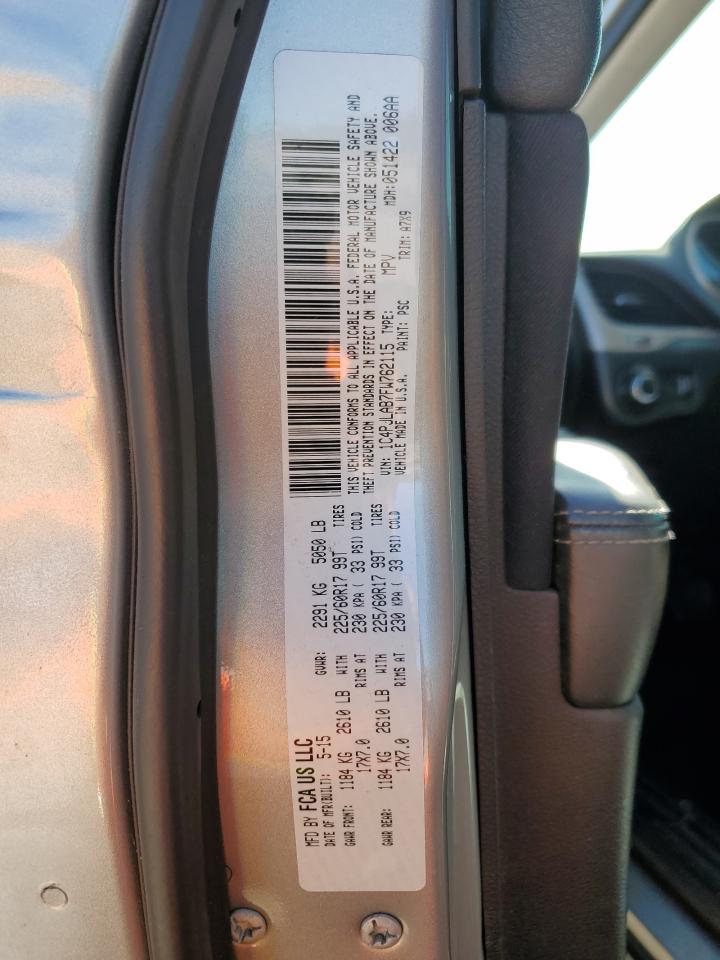 MFD BY FCA US LLC
DATE OF MFR(BUILT): 5-15 GVWR: 2291 KG 5050 LB
GAWR FRONT: 1184 KG 2610 LB WITH 225/60R17 99T TIRES
17X7.0 RIMS AT 230 KPA ( 33 PSI) COLD
GAWR REAR: 1184 KG 2610 LB WITH 225/60R17 99T TIRES
17X7.0 RIMS AT 230 KPA ( 33 PSI) COLD
THIS VEHICLE CONFORMS TO ALL APPLICABLE U.S.A. FEDERAL MOTOR VEHICLE SAFETY AND
THEFT PREVENTION STANDARDS IN EFFECT ON THE DATE OF MANUFACTURE SHOWN ABOVE.
VIN: 1C4PJLAB7FW762115 TYPE: MPV MDH: 051422 006AA
VEHICLE MADE IN U.S.A. PAINT: PSC TRIM: A7X9